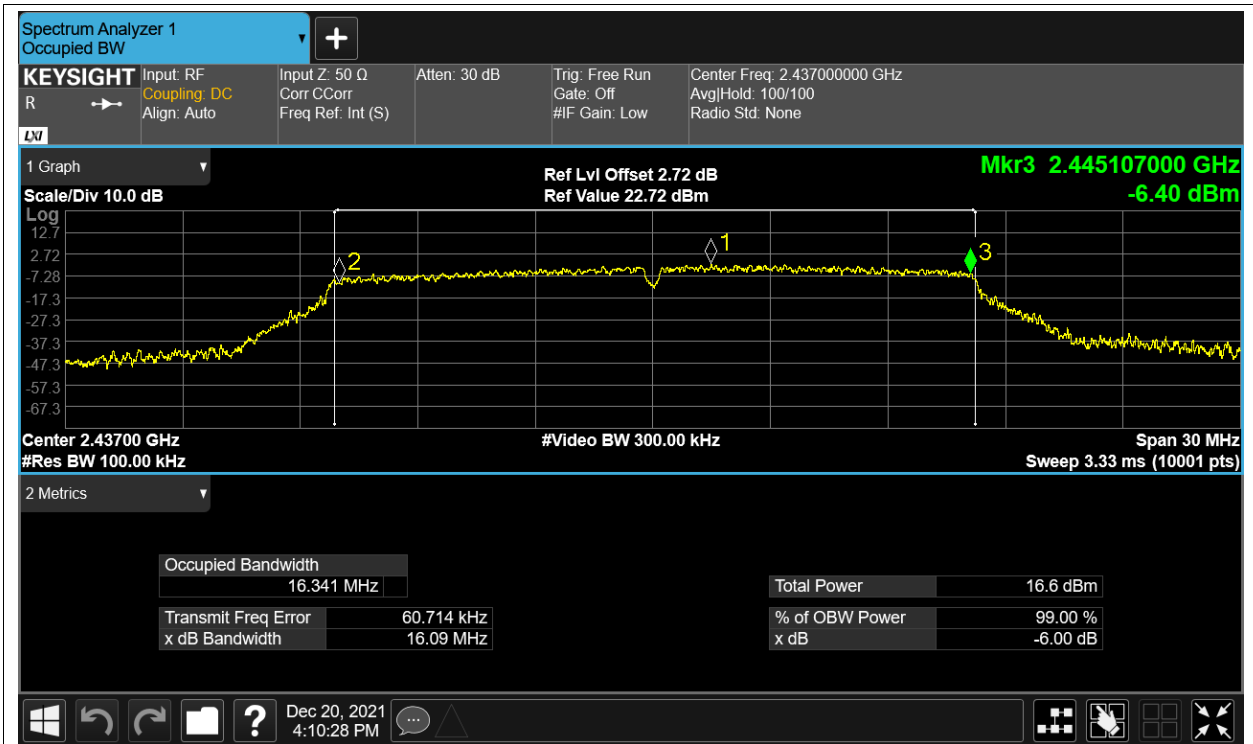 Spectrum Analyzer 1
Occupied BW
KEYSIGHT
R
LXI
Input: RF
Coupling: DC
Align: Auto
Input Z: 50 Ω
Corr CCorr
Freq Ref: Int (S)
Atten: 30 dB
Trig: Free Run
Gate: Off
#IF Gain: Low
Center Freq: 2.437000000 GHz
Avg|Hold: 100/100
Radio Std: None
1 Graph
Scale/Div 10.0 dB
Ref Lvl Offset 2.72 dB
Ref Value 22.72 dBm
Mkr3 2.445107000 GHz
-6.40 dBm
Log
12.7
2.72
-7.28
-17.3
-27.3
-37.3
-47.3
-57.3
-67.3
2
1
3
Center 2.43700 GHz
#Res BW 100.00 kHz
#Video BW 300.00 kHz
Span 30 MHz
Sweep 3.33 ms (10001 pts)
2 Metrics
Occupied Bandwidth
16.341 MHz
Transmit Freq Error 60.714 kHz
x dB Bandwidth 16.09 MHz
Total Power 16.6 dBm
% of OBW Power 99.00 %
x dB -6.00 dB
?
Dec 20, 2021
4:10:28 PM